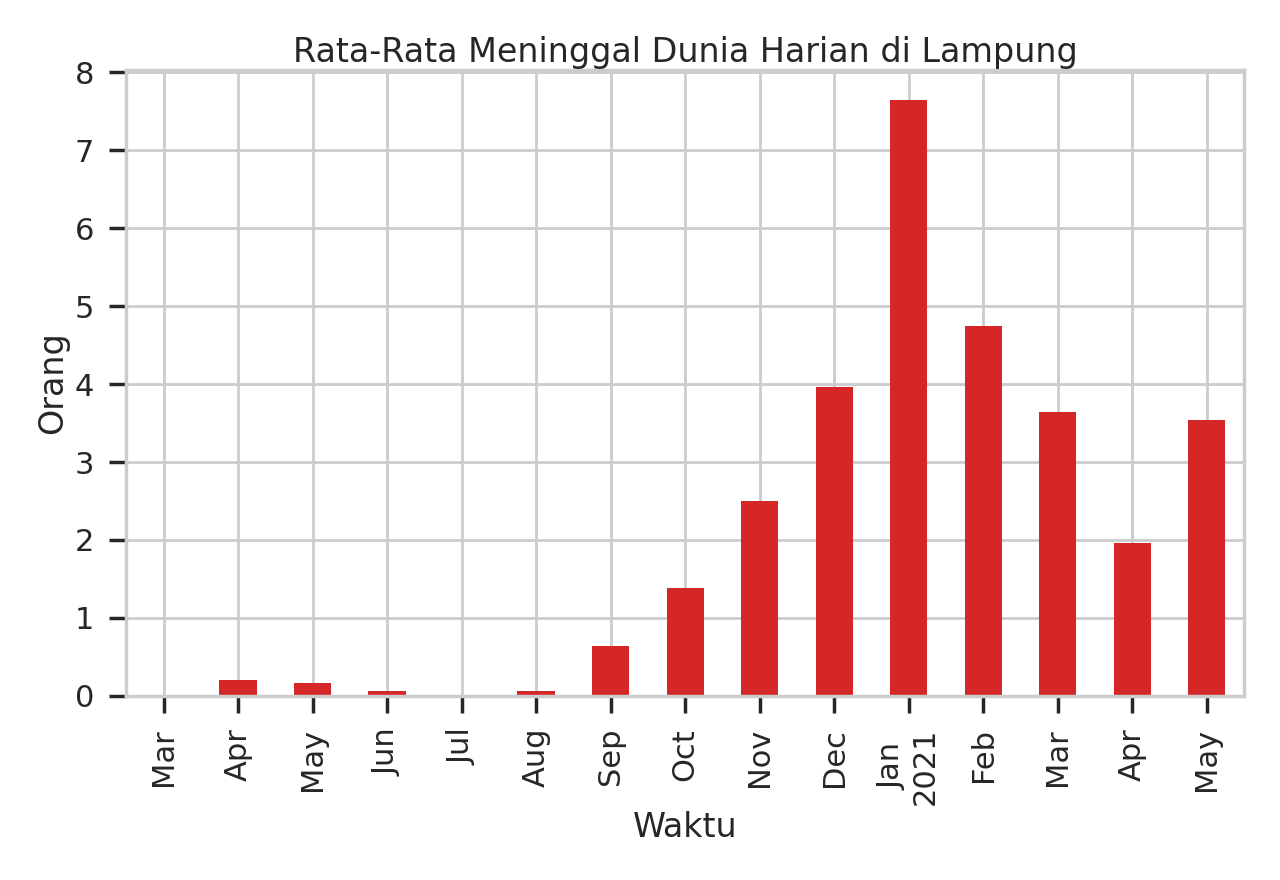 Rata-Rata Meninggal Dunia Harian di Lampung
8
7
6
5
4
3
2
1
0
Orang
Mar
Apr
May
Jun
Jul
Aug
Sep
Oct
Nov
Dec
Jan
2021
Feb
Mar
Apr
May
Waktu